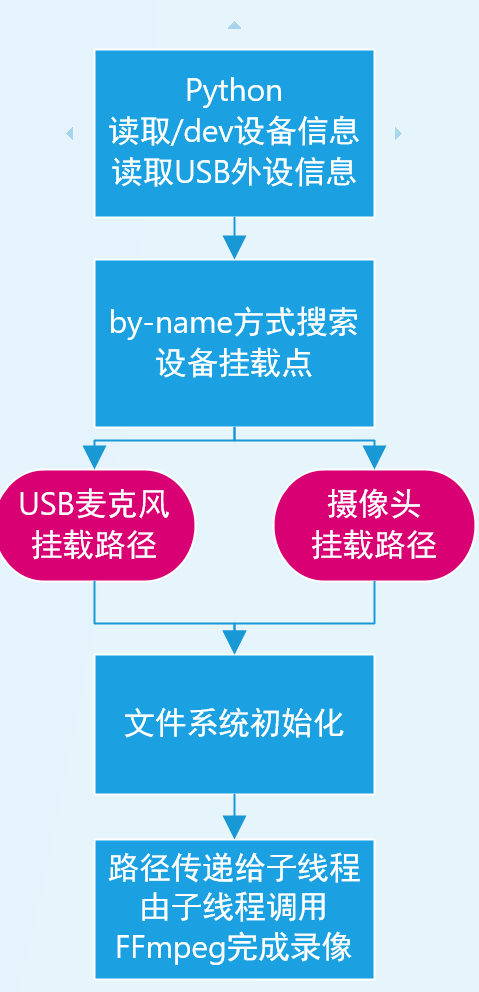 Python
读取/dev设备信息
读取USB外设信息
by-name方式搜索
设备挂载点
USB麦克风
挂载路径
摄像头
挂载路径
文件系统初始化
路径传递给子线程
由子线程调用
FFmpeg完成录像